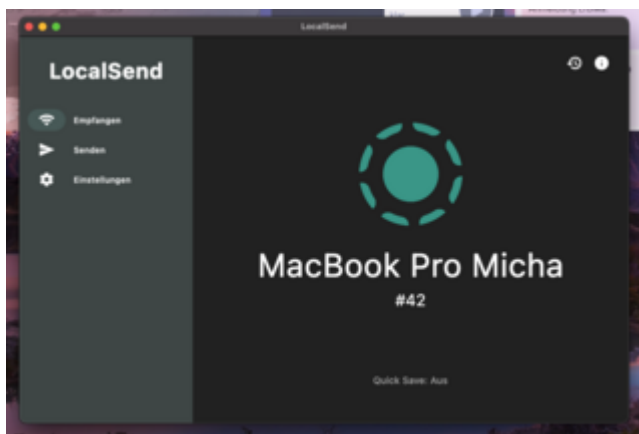 LocalSend
LocalSend
Empfangen
Senden
Einstellungen
MacBook Pro Micha
#42
Quick Save: Aus